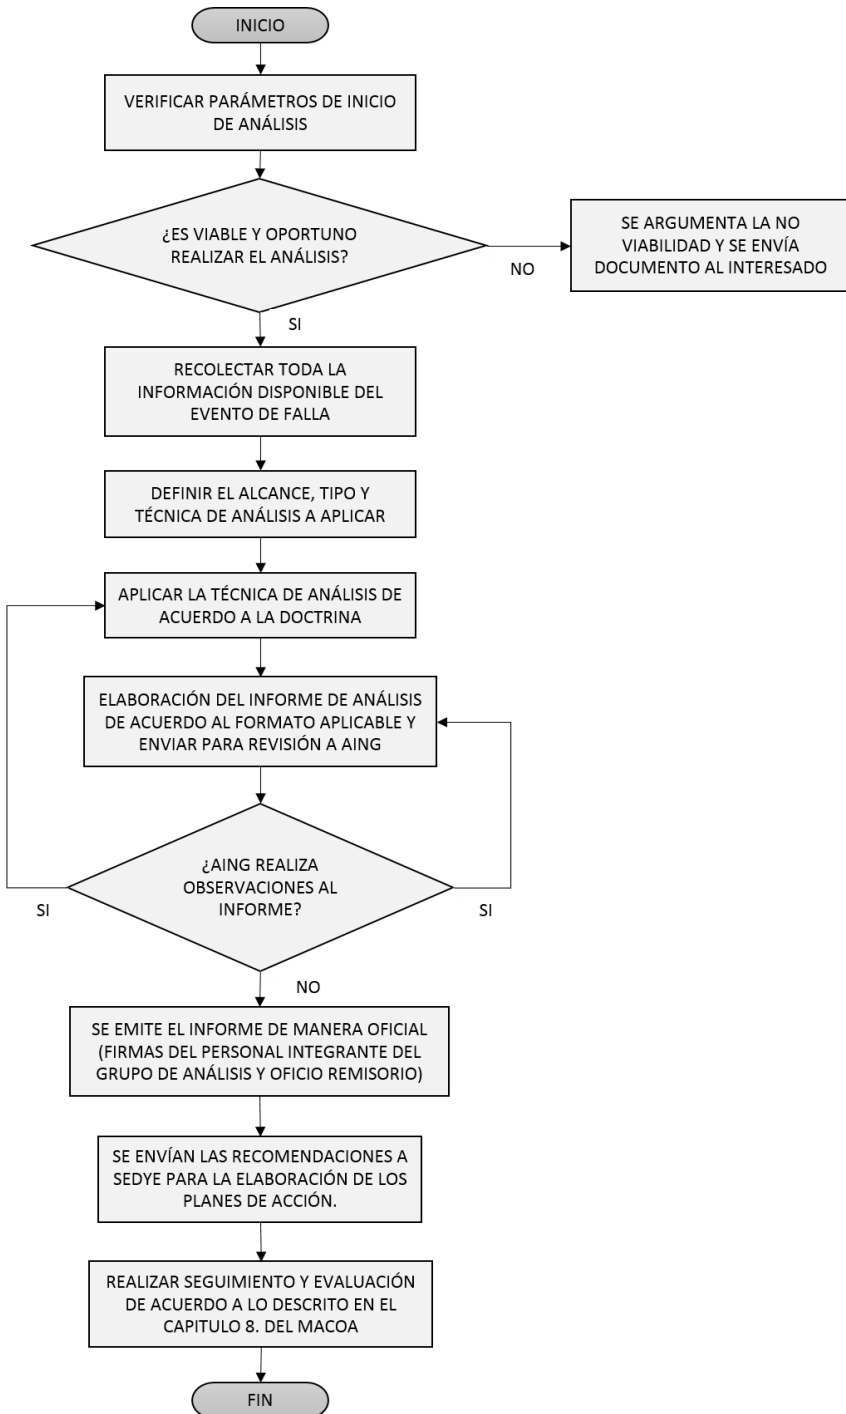 INICIO
VERIFICAR PARÁMETROS DE INICIO
DE ANÁLISIS
¿ES VIABLE Y OPORTUNO
REALIZAR EL ANÁLISIS?
NO
SE ARGUMENTA LA NO
VIABILIDAD Y SE ENVÍA
DOCUMENTO AL INTERESADO
SI
RECOLECTAR TODA LA
INFORMACIÓN DISPONIBLE DEL
EVENTO DE FALLA
DEFINIR EL ALCANCE, TIPO Y
TÉCNICA DE ANÁLISIS A APLICAR
APLICAR LA TÉCNICA DE ANÁLISIS DE
ACUERDO A LA DOCTRINA
ELABORACIÓN DEL INFORME DE ANÁLISIS
DE ACUERDO AL FORMATO APLICABLE Y
ENVIAR PARA REVISIÓN A AING
¿AING REALIZA
OBSERVACIONES AL
INFORME?
SI
SI
NO
SE EMITE EL INFORME DE MANERA OFICIAL
(FIRMAS DEL PERSONAL INTEGRANTE DEL
GRUPO DE ANÁLISIS Y OFICIO REMISORIO)
SE ENVÍAN LAS RECOMENDACIONES A
SEDYE PARA LA ELABORACIÓN DE LOS
PLANES DE ACCIÓN.
REALIZAR SEGUIMIENTO Y EVALUACIÓN
DE ACUERDO A LO DESCRITO EN EL
CAPITULO 8. DEL MACOA
FIN